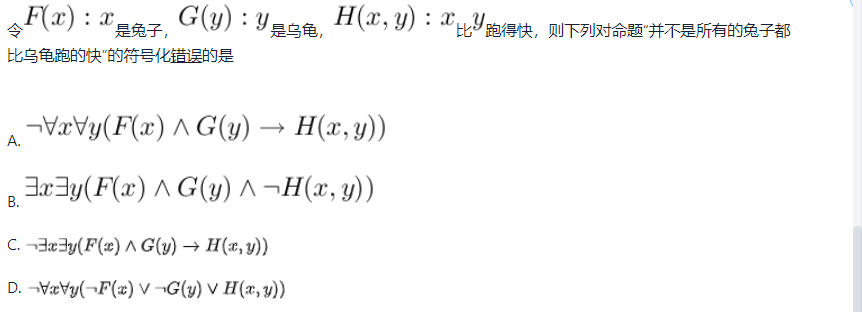 令F(x) : x是兔子，G(y) : y是乌龟，H(x, y) : x比y跑得快，则下列对命题“并不是所有的兔子都
比乌龟跑的快”的符号化错误的是
A. ¬∀x∀y(F(x) ∧ G(y) → H(x, y))
B. ∃x∃y(F(x) ∧ G(y) ∧ ¬H(x, y))
C. ¬∃x∃y(F(x) ∧ G(y) → H(x, y))
D. ¬∀x∀y(¬F(x) ∨ ¬G(y) ∨ H(x, y))